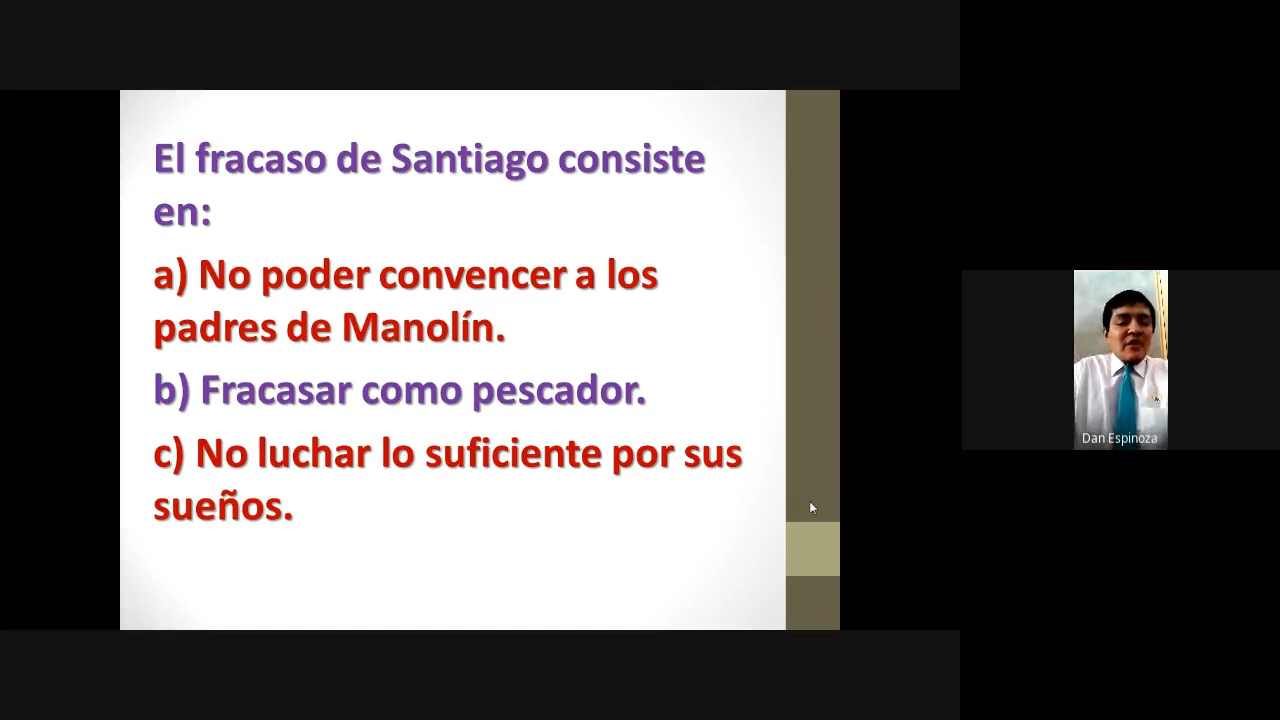 El fracaso de Santiago consiste
en:
a) No poder convencer a los
padres de Manolín.
b) Fracasar como pescador.
c) No luchar lo suficiente por sus
sueños.
Dan Espinoza